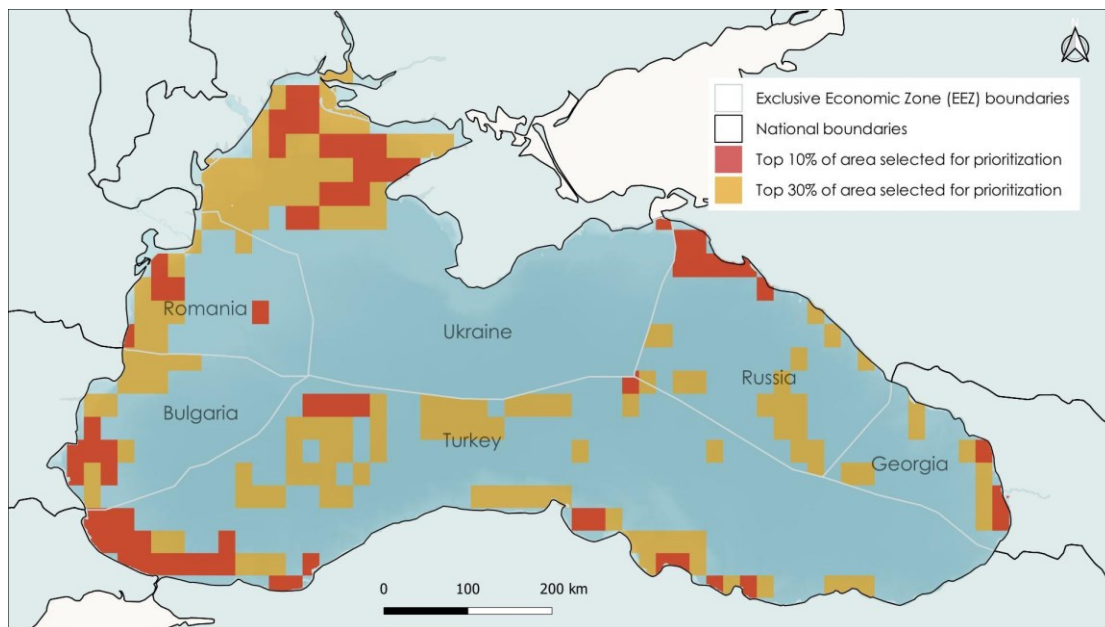 Exclusive Economic Zone (EEZ) boundaries
National boundaries
Top 10% of area selected for prioritization
Top 30% of area selected for prioritization
Romania
Ukraine
Russia
Bulgaria
Turkey
Georgia
0 100 200 km